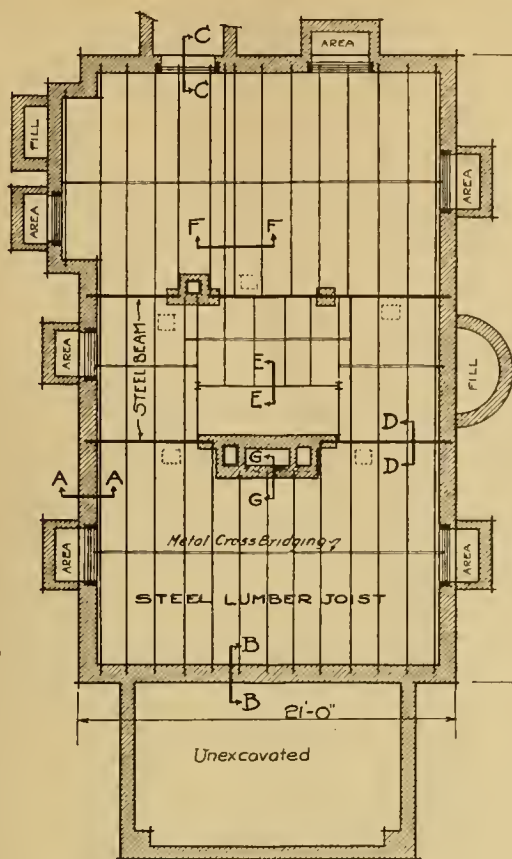 C
AREA
C
FILL
AREA
AREA
F F
STEEL BEAM
AREA
FILL
E
E
D
D
A A
G
G
AREA
AREA
Metal Cross Bridging
STEEL LUMBER JOIST
B
B
21'-0"
Unexcavated